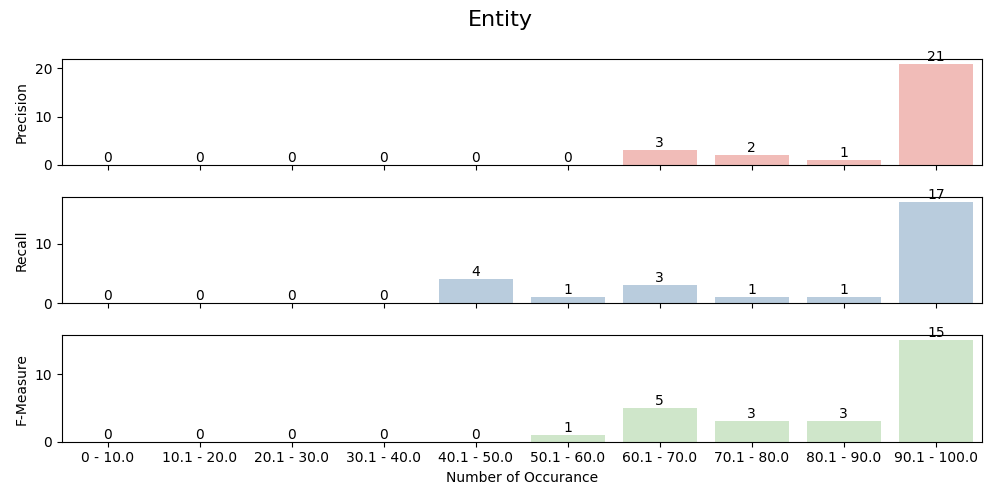 Entity
Precision
20
10
0
0 0 0 0 0 0 3 2 1 21
Recall
10
0
0 0 0 0 4 1 3 1 1 17
F-Measure
10
0
0 0 0 0 0 1 5 3 3 15
0 - 10.0 10.1 - 20.0 20.1 - 30.0 30.1 - 40.0 40.1 - 50.0 50.1 - 60.0 60.1 - 70.0 70.1 - 80.0 80.1 - 90.0 90.1 - 100.0
Number of Occurance